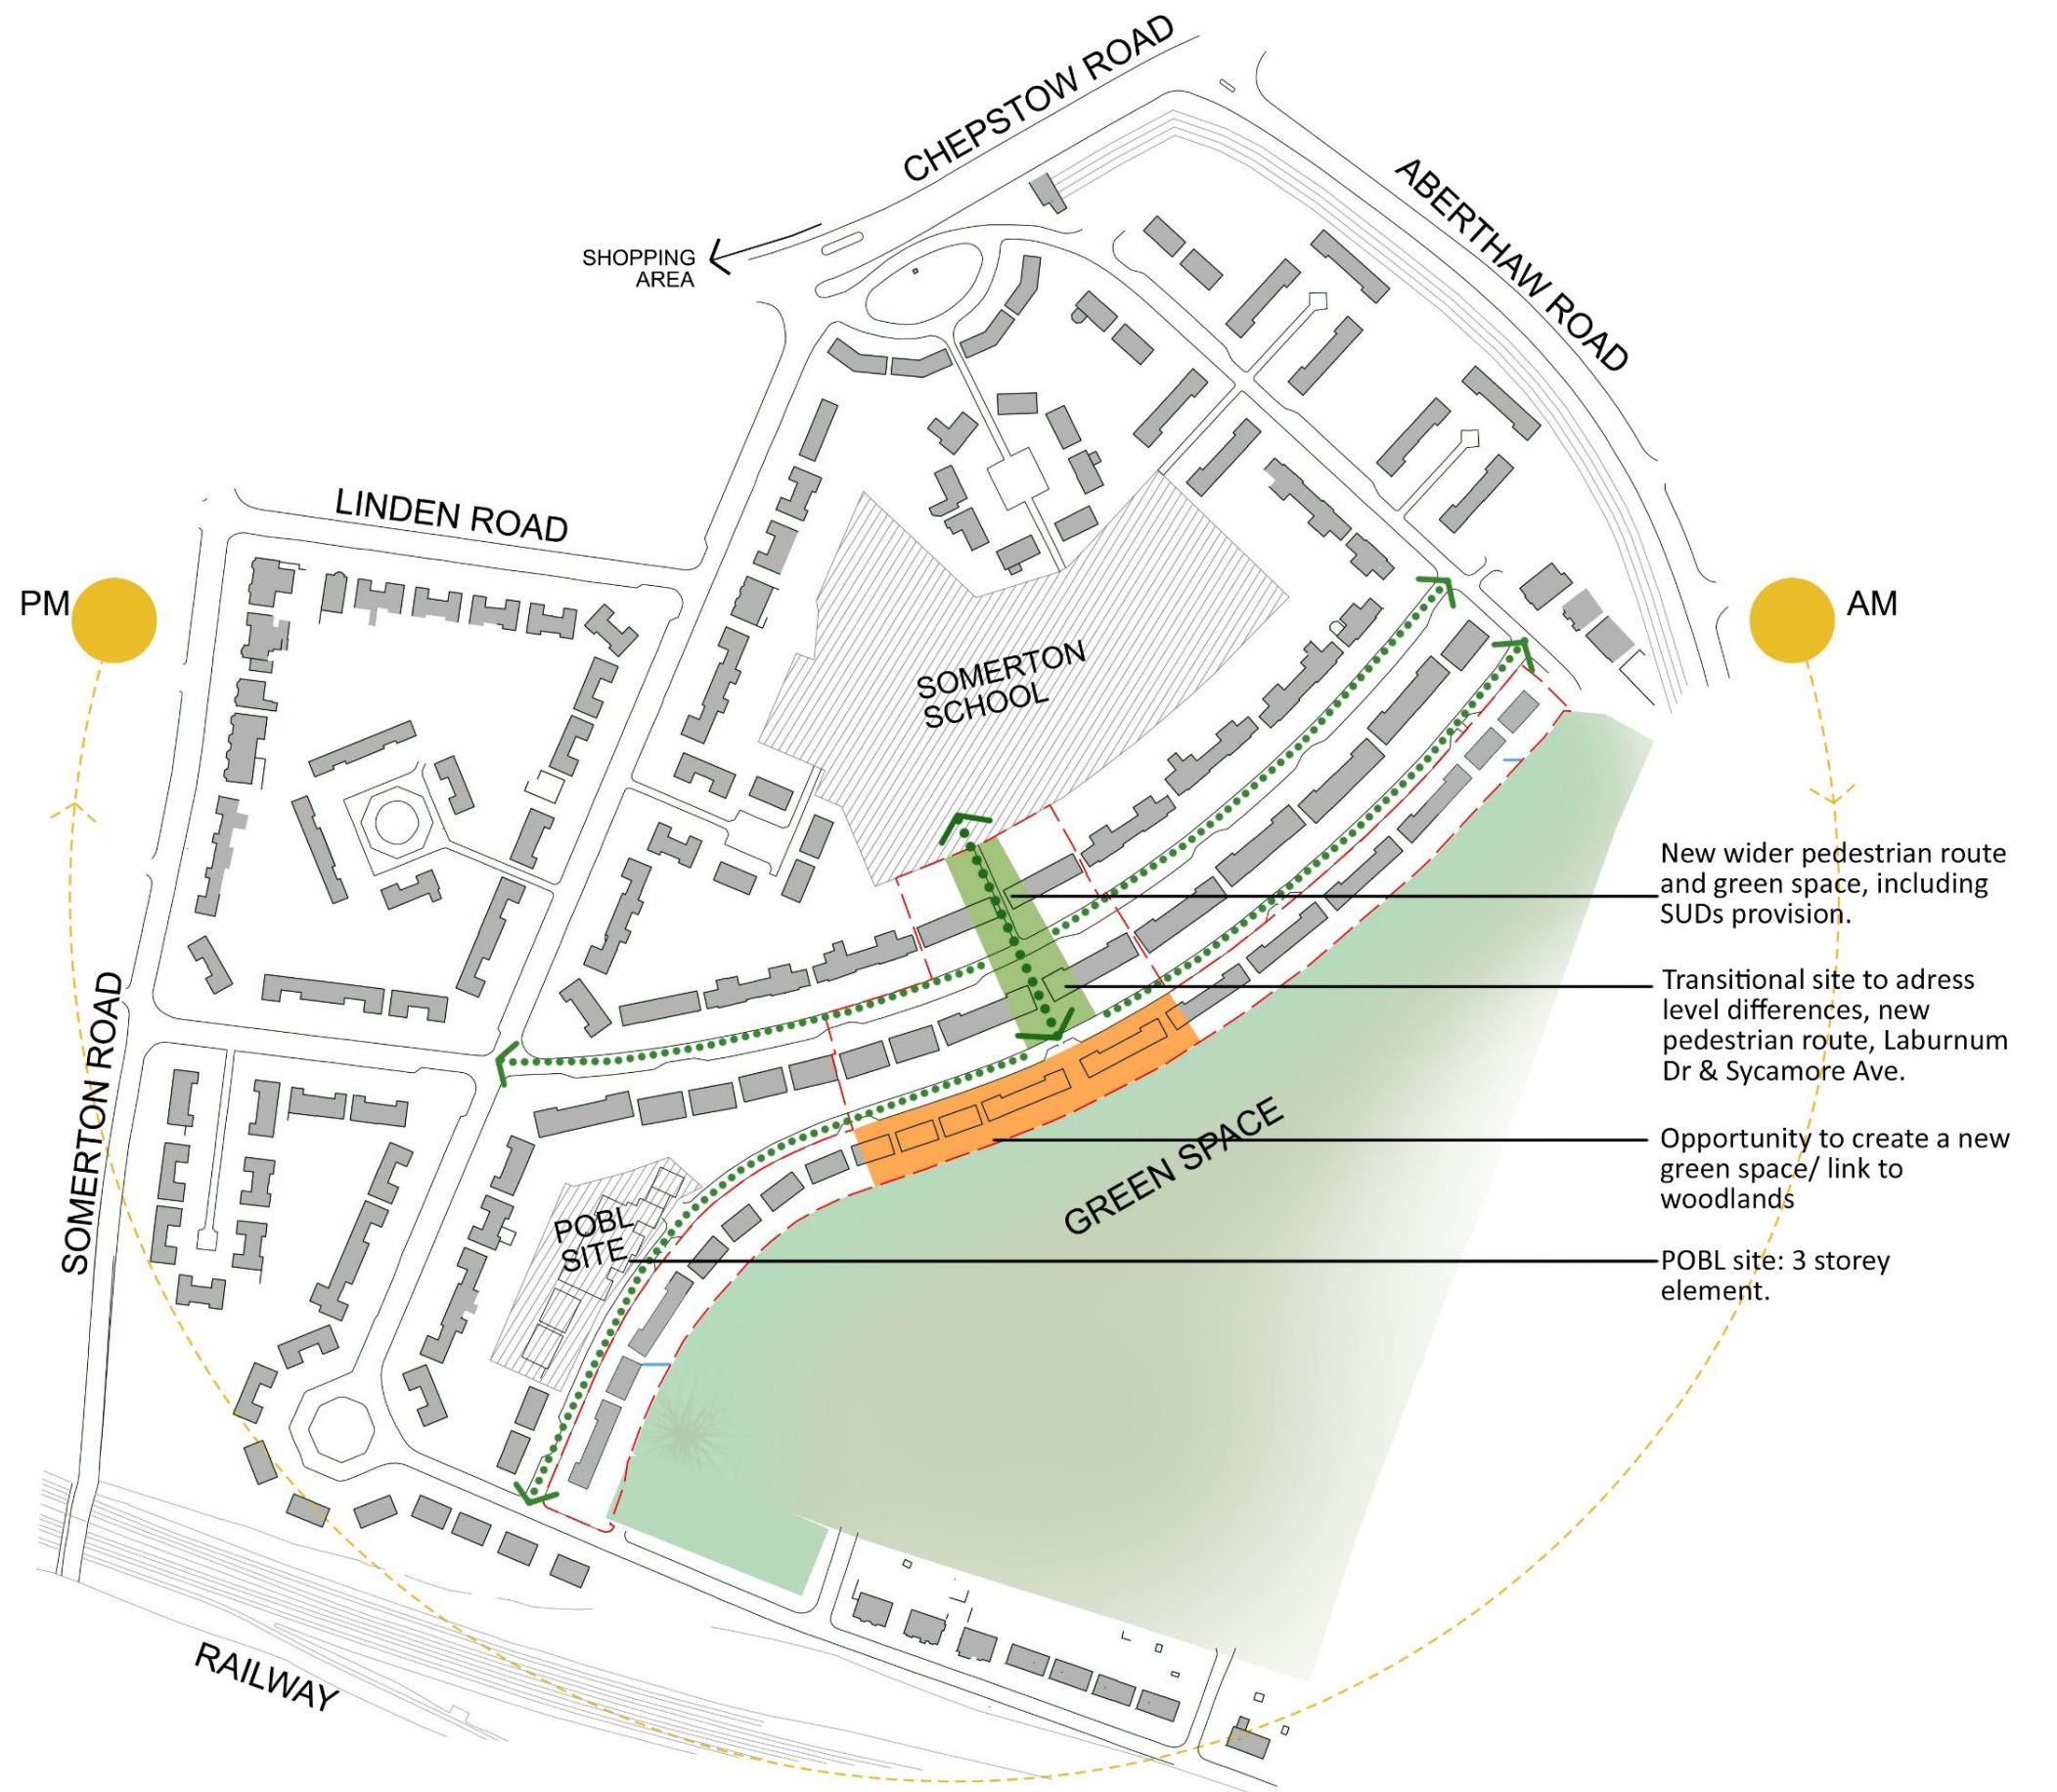 CHEPSTOW ROAD
ABERTHAW ROAD
SHOPPING
AREA
LINDEN ROAD
PM
AM
SOMERTON
SCHOOL
New wider pedestrian route
and green space, including
SUDs provision.
Transitional site to adress
level differences, new
pedestrian route, Laburnum
Dr & Sycamore Ave.
SOMERTON ROAD
GREEN SPACE
Opportunity to create a new
green space/ link to
woodlands
POBL
SITE
POBL site: 3 storey
element.
RAILWAY